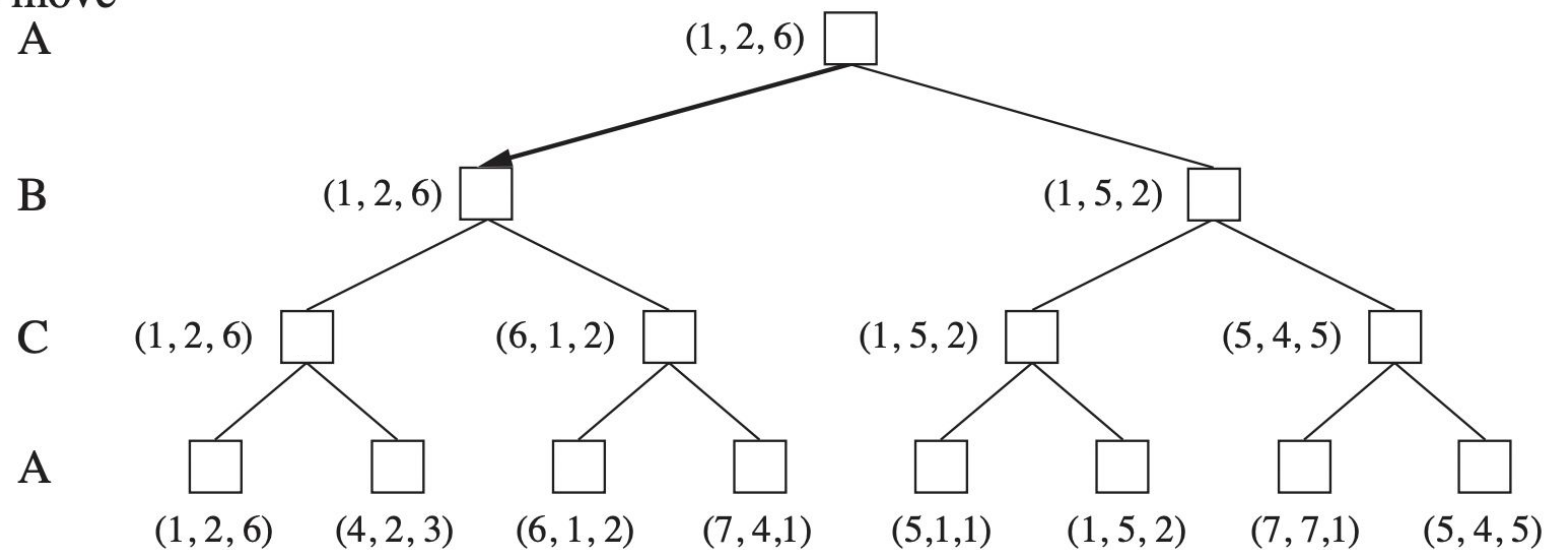 move
A (1, 2, 6)
B (1, 2, 6) (1, 5, 2)
C (1, 2, 6) (6, 1, 2) (1, 5, 2) (5, 4, 5)
A
(1, 2, 6) (4, 2, 3) (6, 1, 2) (7, 4,1) (5,1,1) (1, 5, 2) (7, 7,1) (5, 4, 5)